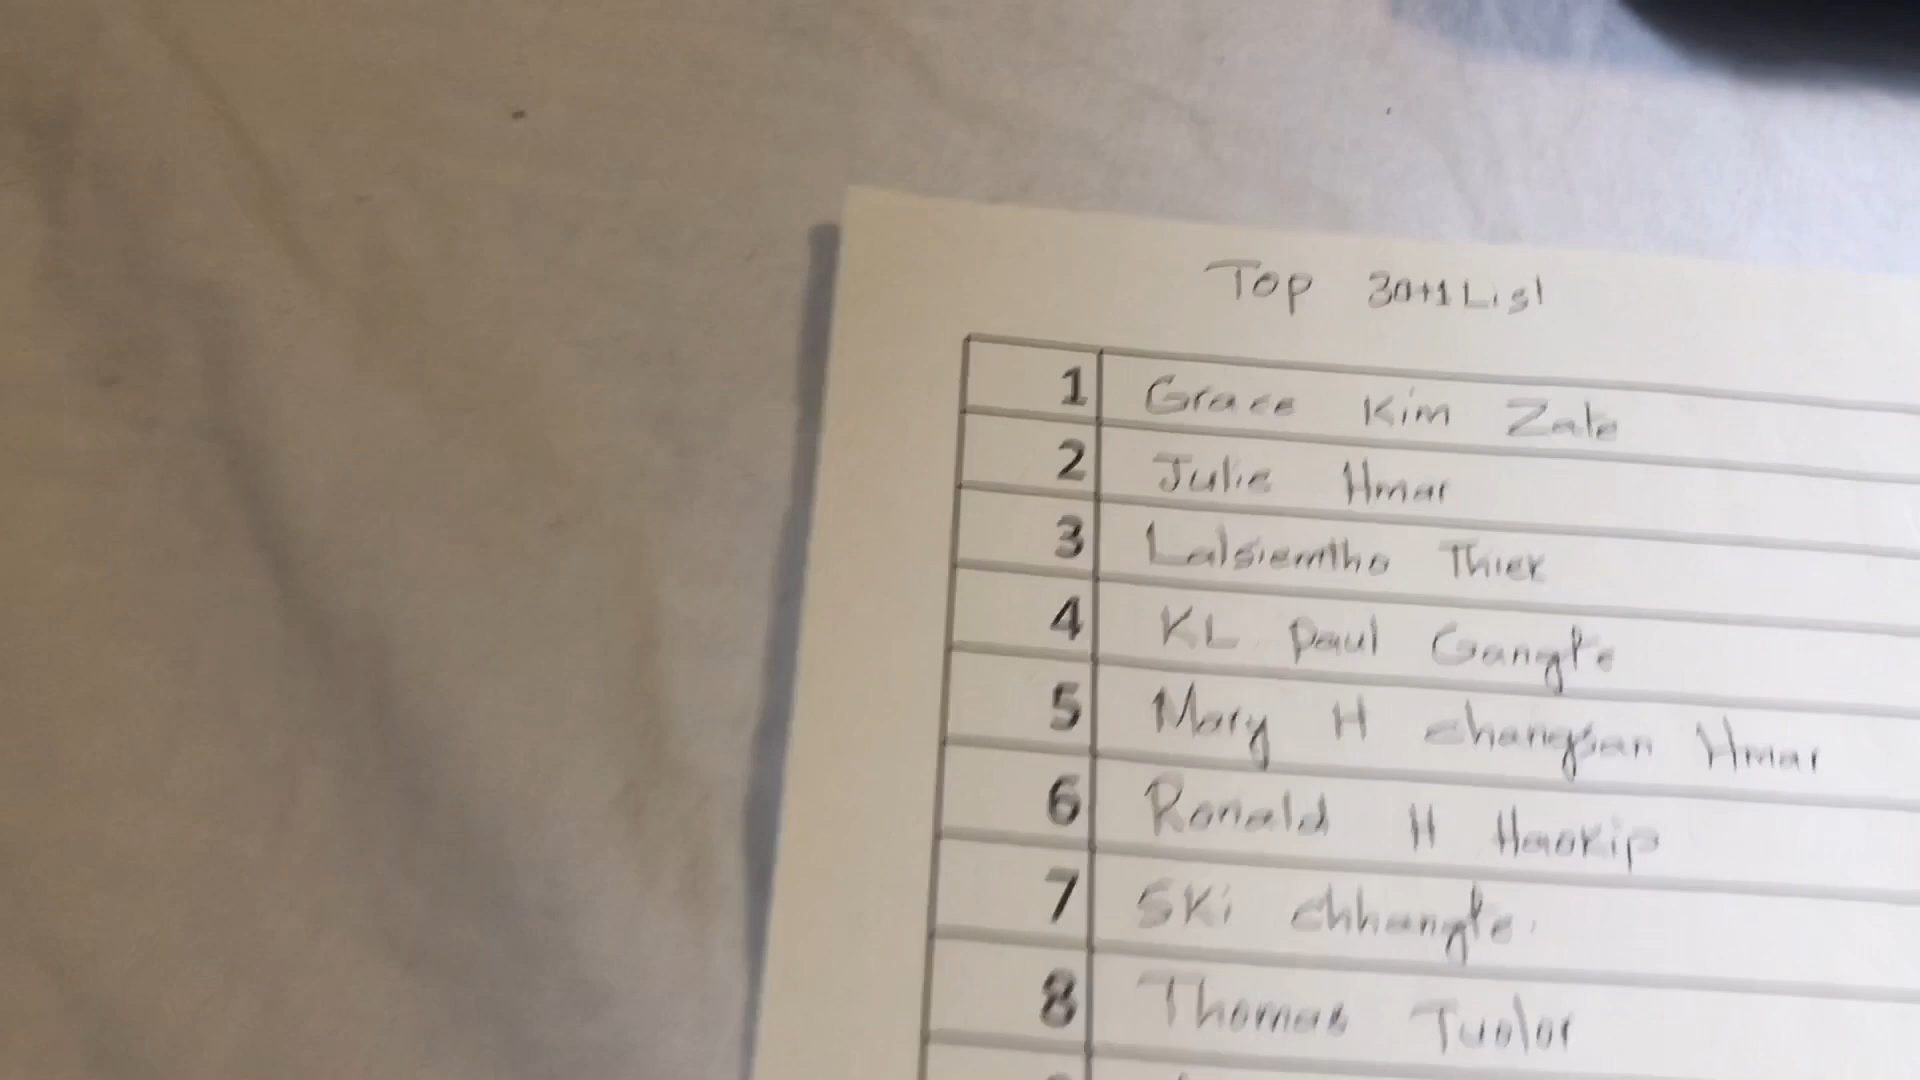 Top 30+1 List
1 Grace Kim Zate
2 Julie Hmar
3 Lalsiemtho Thiek
4 KL Paul Gangte
5 Mary H Changsan Hmar
6 Ronald H Haokip
7 SKi Chhangte
8 Thomas Tuolor